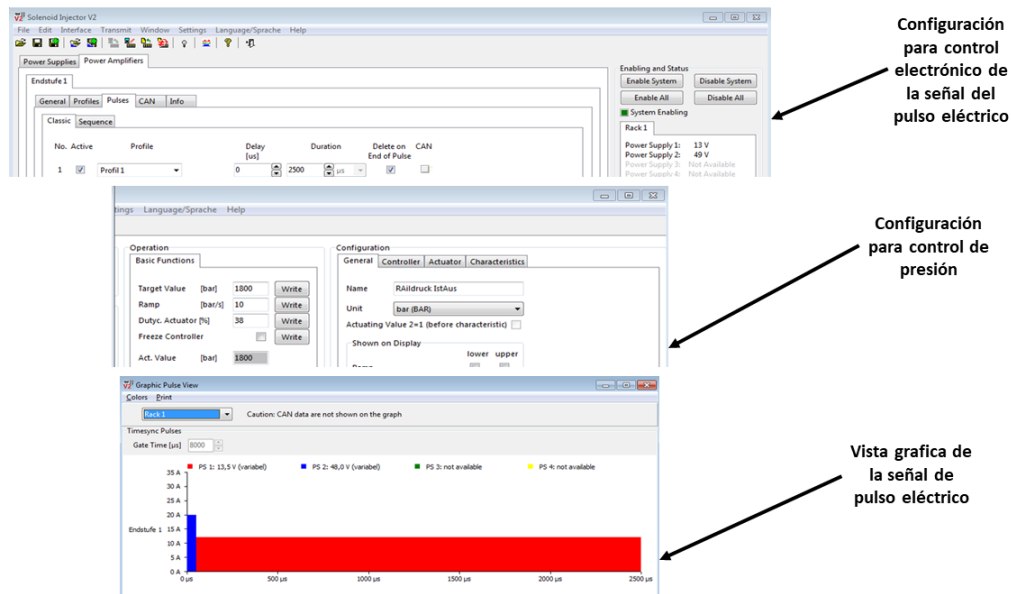 Solenoid Injector V2
File Edit Interface Transmit Window Settings Language/Sprache Help
Power Supplies Power Amplifiers
Endstufe 1
General Profiles Pulses CAN Info
Classic Sequence
No. Active Profile Delay [us] Duration Delete on End of Pulse CAN
1 Profil 1 0 2500 µs
Enabling and Status
Enable System Disable System
Enable All Disable All
System Enabling
Rack 1
Power Supply 1: 13 V
Power Supply 2: 49 V
Power Supply 3: Not Available
Power Supply 4: Not Available
Configuración
para control
electrónico de
la señal del
pulso eléctrico
tings Language/Sprache Help
Operation
Basic Functions
Target Value [bar] 1800 Write
Ramp [bar/s] 10 Write
Dutyc. Actuator [%] 38 Write
Freeze Controller Write
Act. Value [bar] 1800
Configuration
General Controller Actuator Characteristics
Name RAildruck IstAus
Unit bar (BAR)
Actuating Value 2=1 (before characteristic)
Shown on Display
lower upper
Configuración
para control de
presión
Graphic Pulse View
Colors Print
Rack 1 Caution: CAN data are not shown on the graph
Timesync Pulses
Gate Time [µs] 8000
PS 1: 13,5 V (variabel) PS 2: 48,0 V (variabel) PS 3: not available PS 4: not available
35 A
30 A
25 A
20 A
Endstufe 1 15 A
10 A
5 A
0 A
0 µs 500 µs 1000 µs 1500 µs 2000 µs 2500 µs
Vista grafica de
la señal de
pulso eléctrico